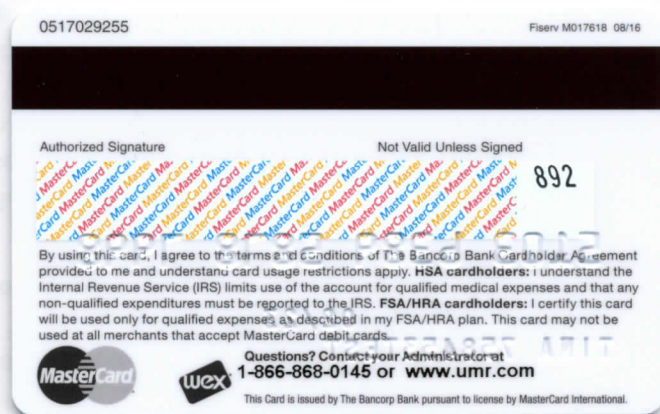 0517029255 Fiserv M017618 08/16
Authorized Signature Not Valid Unless Signed
892
By using this card, I agree to the terms and conditions of The Bancorp Bank Cardholder Agreement
provided to me and understand card usage restrictions apply. HSA cardholders: I understand the
Internal Revenue Service (IRS) limits use of the account for qualified medical expenses and that any
non-qualified expenditures must be reported to the IRS. FSA/HRA cardholders: I certify this card
will be used only for qualified expenses as described in my FSA/HRA plan. This card may not be
used at all merchants that accept MasterCard debit cards.
MasterCard
wex
Questions? Contact your Administrator at
1-866-868-0145 or www.umr.com
This Card is issued by The Bancorp Bank pursuant to license by MasterCard International.